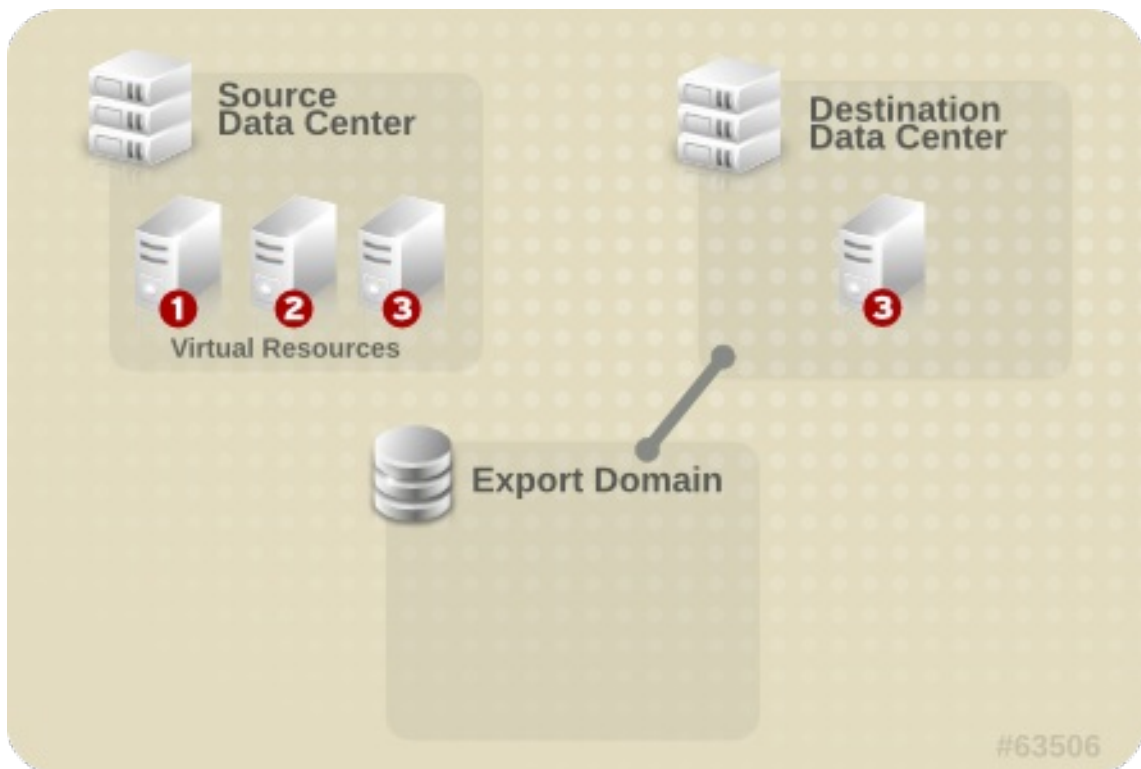 Source
Data Center
Destination
Data Center
1
2
3
3
Virtual Resources
Export Domain
#63506